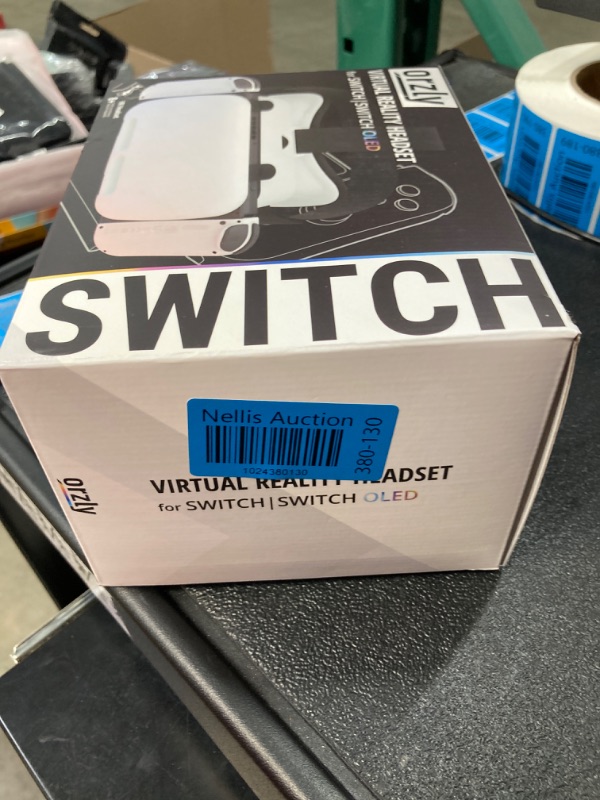 orzly
VIRTUAL REALITY HEADSET
for SWITCH|SWITCH OLED
SWITCH
Nellis Auction
1024380130
380-130
orzly
VIRTUAL REALITY HEADSET
for SWITCH|SWITCH OLED